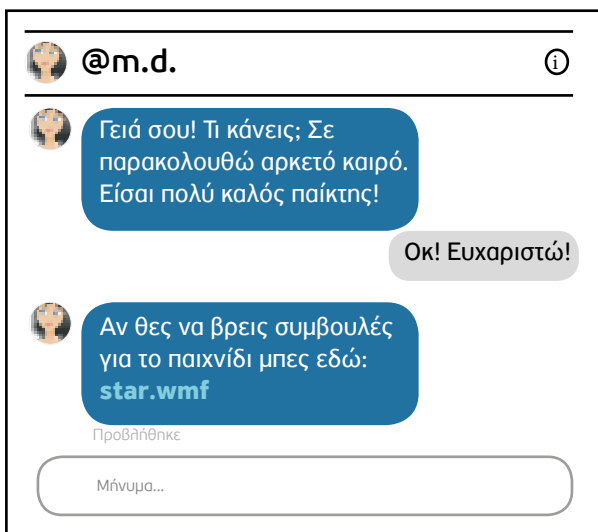 @m.d.
Γειά σου! Τι κάνεις; Σε
παρακολουθώ αρκετό καιρό.
Είσαι πολύ καλός παίκτης!
Οκ! Ευχαριστώ!
Αν θες να βρεις συμβουλές
για το παιχνίδι μπες εδώ:
star.wmf
Προβλήθηκε
Μήνυμα...